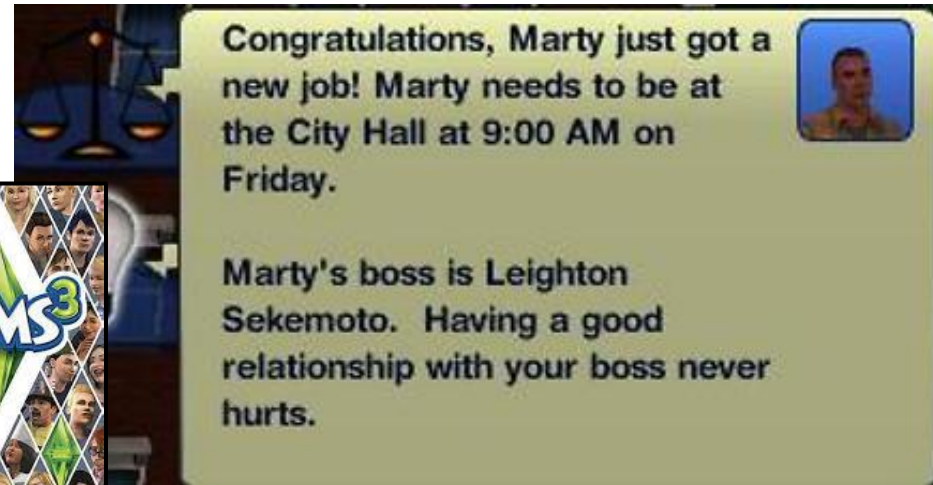 Congratulations, Marty just got a
new job! Marty needs to be at
the City Hall at 9:00 AM on
Friday.
Marty's boss is Leighton
Sekemoto. Having a good
relationship with your boss never
hurts.
MS3